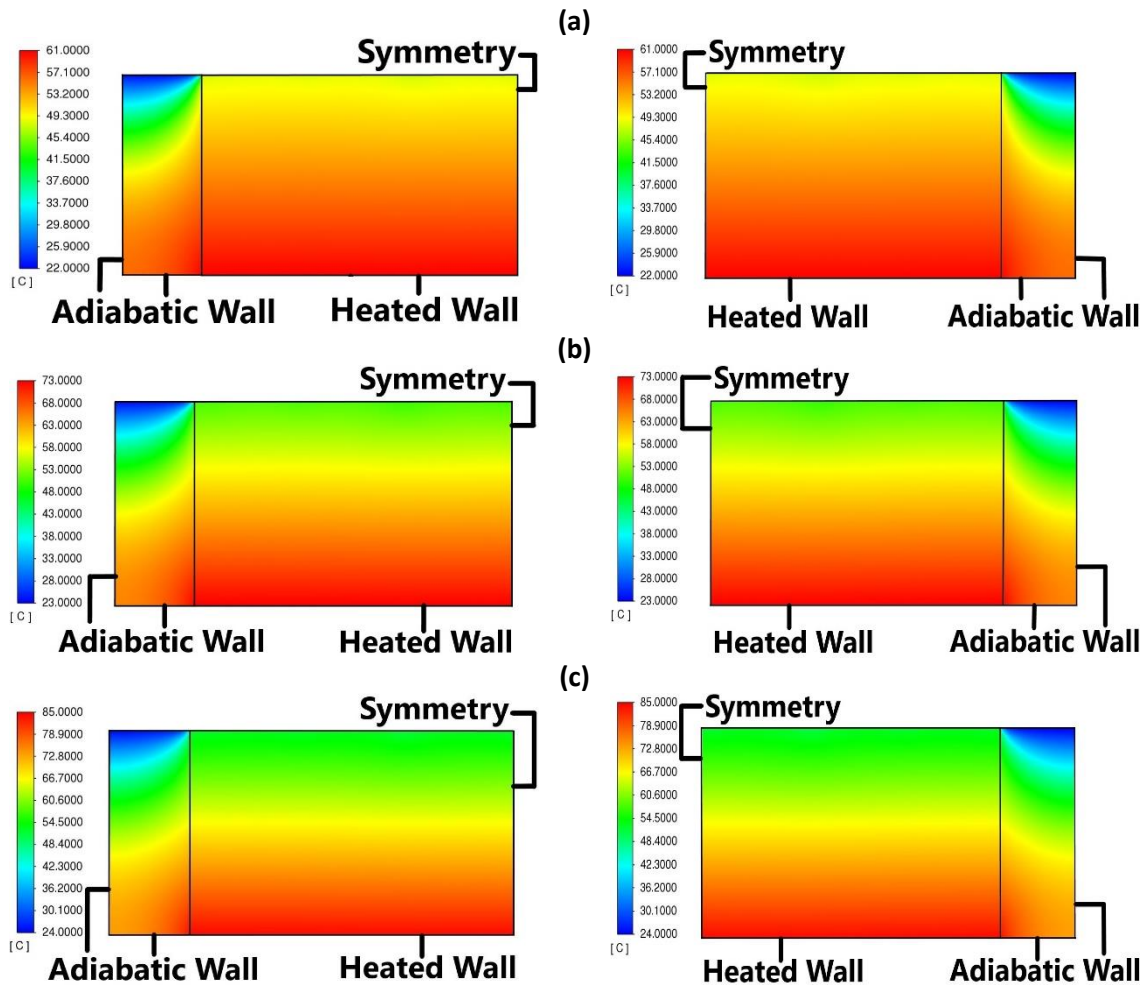 (a)
Symmetry
61.0000
57.1000
53.2000
49.3000
45.4000
41.5000
37.6000
33.7000
29.8000
25.9000
22.0000
[ C ]
Adiabatic Wall
Heated Wall
Symmetry
61.0000
57.1000
53.2000
49.3000
45.4000
41.5000
37.6000
33.7000
29.8000
25.9000
22.0000
[ C ]
Heated Wall
Adiabatic Wall
(b)
Symmetry
73.0000
68.0000
63.0000
58.0000
53.0000
48.0000
43.0000
38.0000
33.0000
28.0000
23.0000
[ C ]
Adiabatic Wall
Heated Wall
Symmetry
73.0000
68.0000
63.0000
58.0000
53.0000
48.0000
43.0000
38.0000
33.0000
28.0000
23.0000
[ C ]
Heated Wall
Adiabatic Wall
(c)
Symmetry
85.0000
78.9000
72.8000
66.7000
60.6000
54.5000
48.4000
42.3000
36.2000
30.1000
24.0000
[ C ]
Adiabatic Wall
Heated Wall
Symmetry
85.0000
78.9000
72.8000
66.7000
60.6000
54.5000
48.4000
42.3000
36.2000
30.1000
24.0000
[ C ]
Heated Wall
Adiabatic Wall